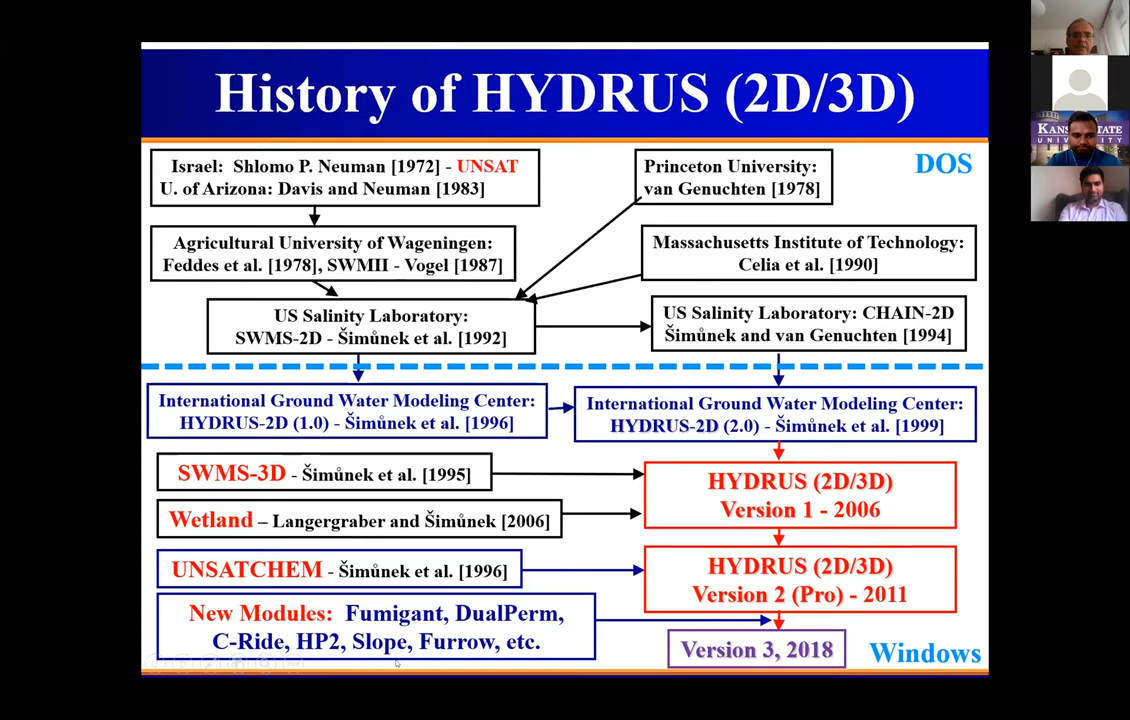 History of HYDRUS (2D/3D)
Israel: Shlomo P. Neuman [1972] - UNSAT
U. of Arizona: Davis and Neuman [1983]
Princeton University:
van Genuchten [1978]
DOS
Agricultural University of Wageningen:
Feddes et al. [1978], SWMII - Vogel [1987]
Massachusetts Institute of Technology:
Celia et al. [1990]
US Salinity Laboratory:
SWMS-2D - Šimůnek et al. [1992]
US Salinity Laboratory: CHAIN-2D
Šimůnek and van Genuchten [1994]
International Ground Water Modeling Center:
HYDRUS-2D (1.0) - Šimůnek et al. [1996]
International Ground Water Modeling Center:
HYDRUS-2D (2.0) - Šimůnek et al. [1999]
SWMS-3D - Šimůnek et al. [1995]
HYDRUS (2D/3D)
Version 1 - 2006
Wetland – Langergraber and Šimůnek [2006]
UNSATCHEM - Šimůnek et al. [1996]
HYDRUS (2D/3D)
Version 2 (Pro) - 2011
New Modules: Fumigant, DualPerm,
C-Ride, HP2, Slope, Furrow, etc.
Version 3, 2018
Windows